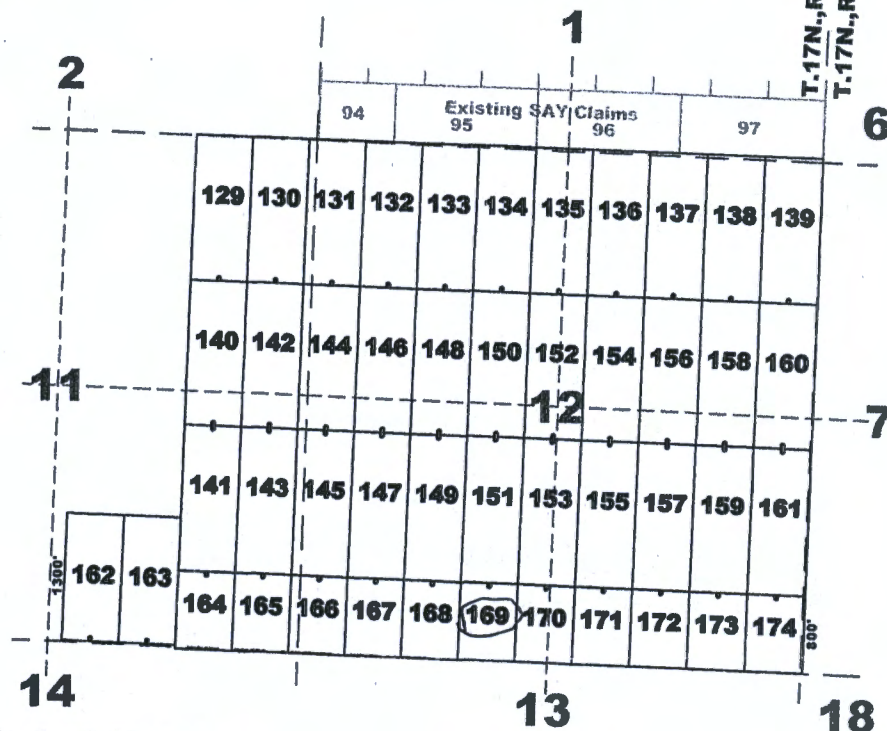 1
T.17N.,R
T.17N.,R
2
94 Existing SAY Claims 97
95 96
6
129 130 131 132 133 134 135 136 137 138 139
140 142 144 146 148 150 152 154 156 158 160
11 12 7
141 143 145 147 149 151 153 155 157 159 161
1300' 162 163
164 165 166 167 168 169 170 171 172 173 174 800'
14 13 18